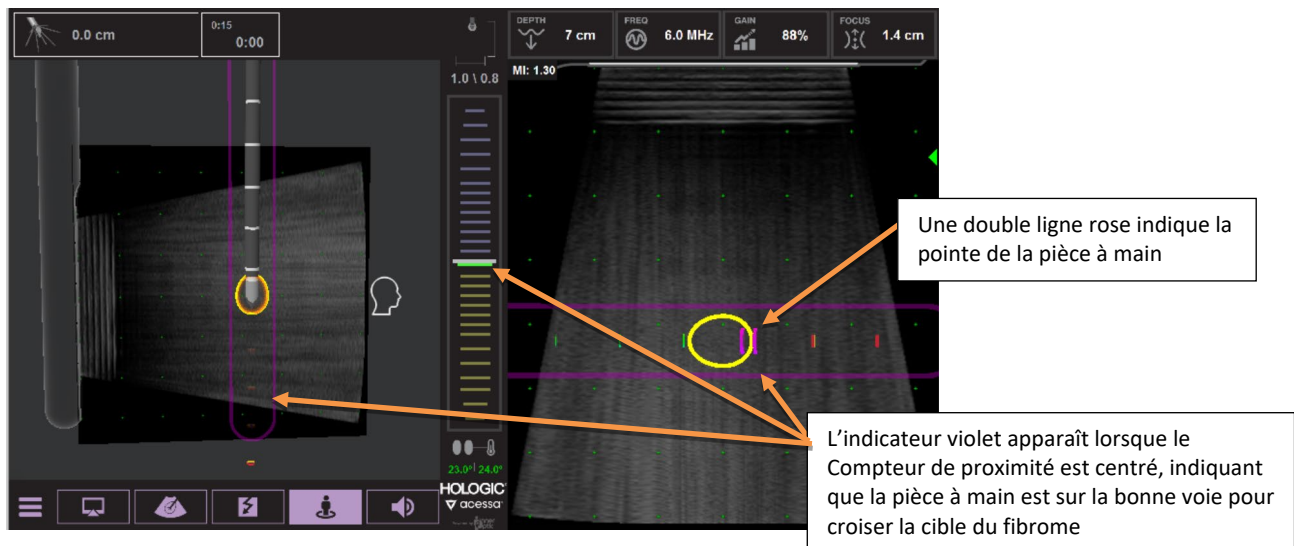 0.0 cm
0:15
0:00
1.0 \ 0.8
DEPTH
7 cm
FREQ
6.0 MHz
GAIN
88%
FOCUS
1.4 cm
MI: 1.30
Une double ligne rose indique la
pointe de la pièce à main
L’indicateur violet apparaît lorsque le
Compteur de proximité est centré, indiquant
que la pièce à main est sur la bonne voie pour
croiser la cible du fibrome
23.0° 24.0°
HOLOGIC
acessa